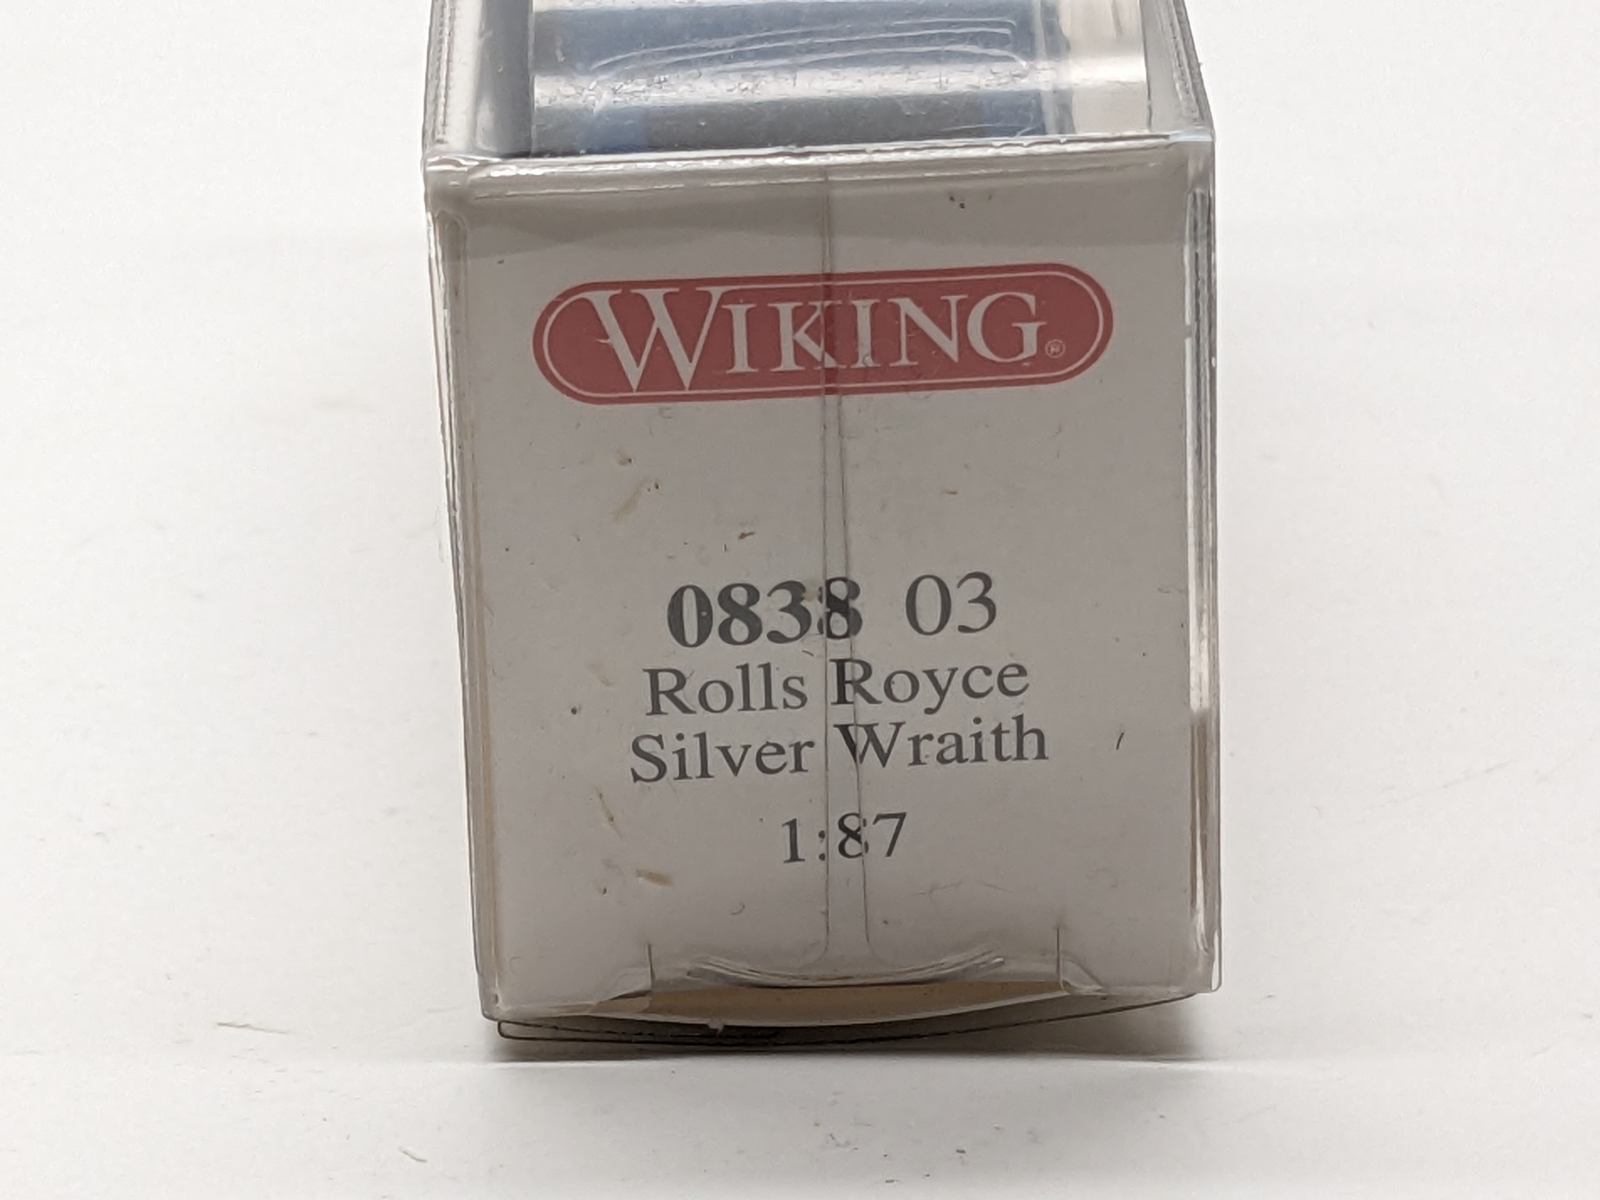 WIKING®
0838 03
Rolls Royce
Silver Wraith
1:87